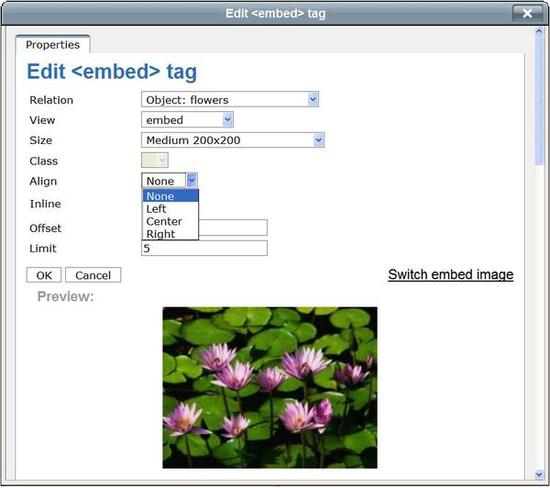 Edit <embed> tag
Properties
Edit <embed> tag
Relation Object: flowers
View embed
Size Medium 200x200
Class
Align None
None
Left
Center
Right
Inline
Offset
Limit 5
OK Cancel Switch embed image
Preview: